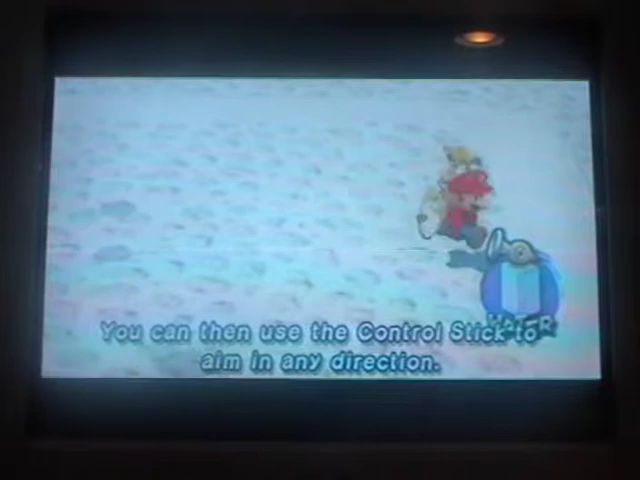 WATER
You can then use the Control Stick to
aim in any direction.